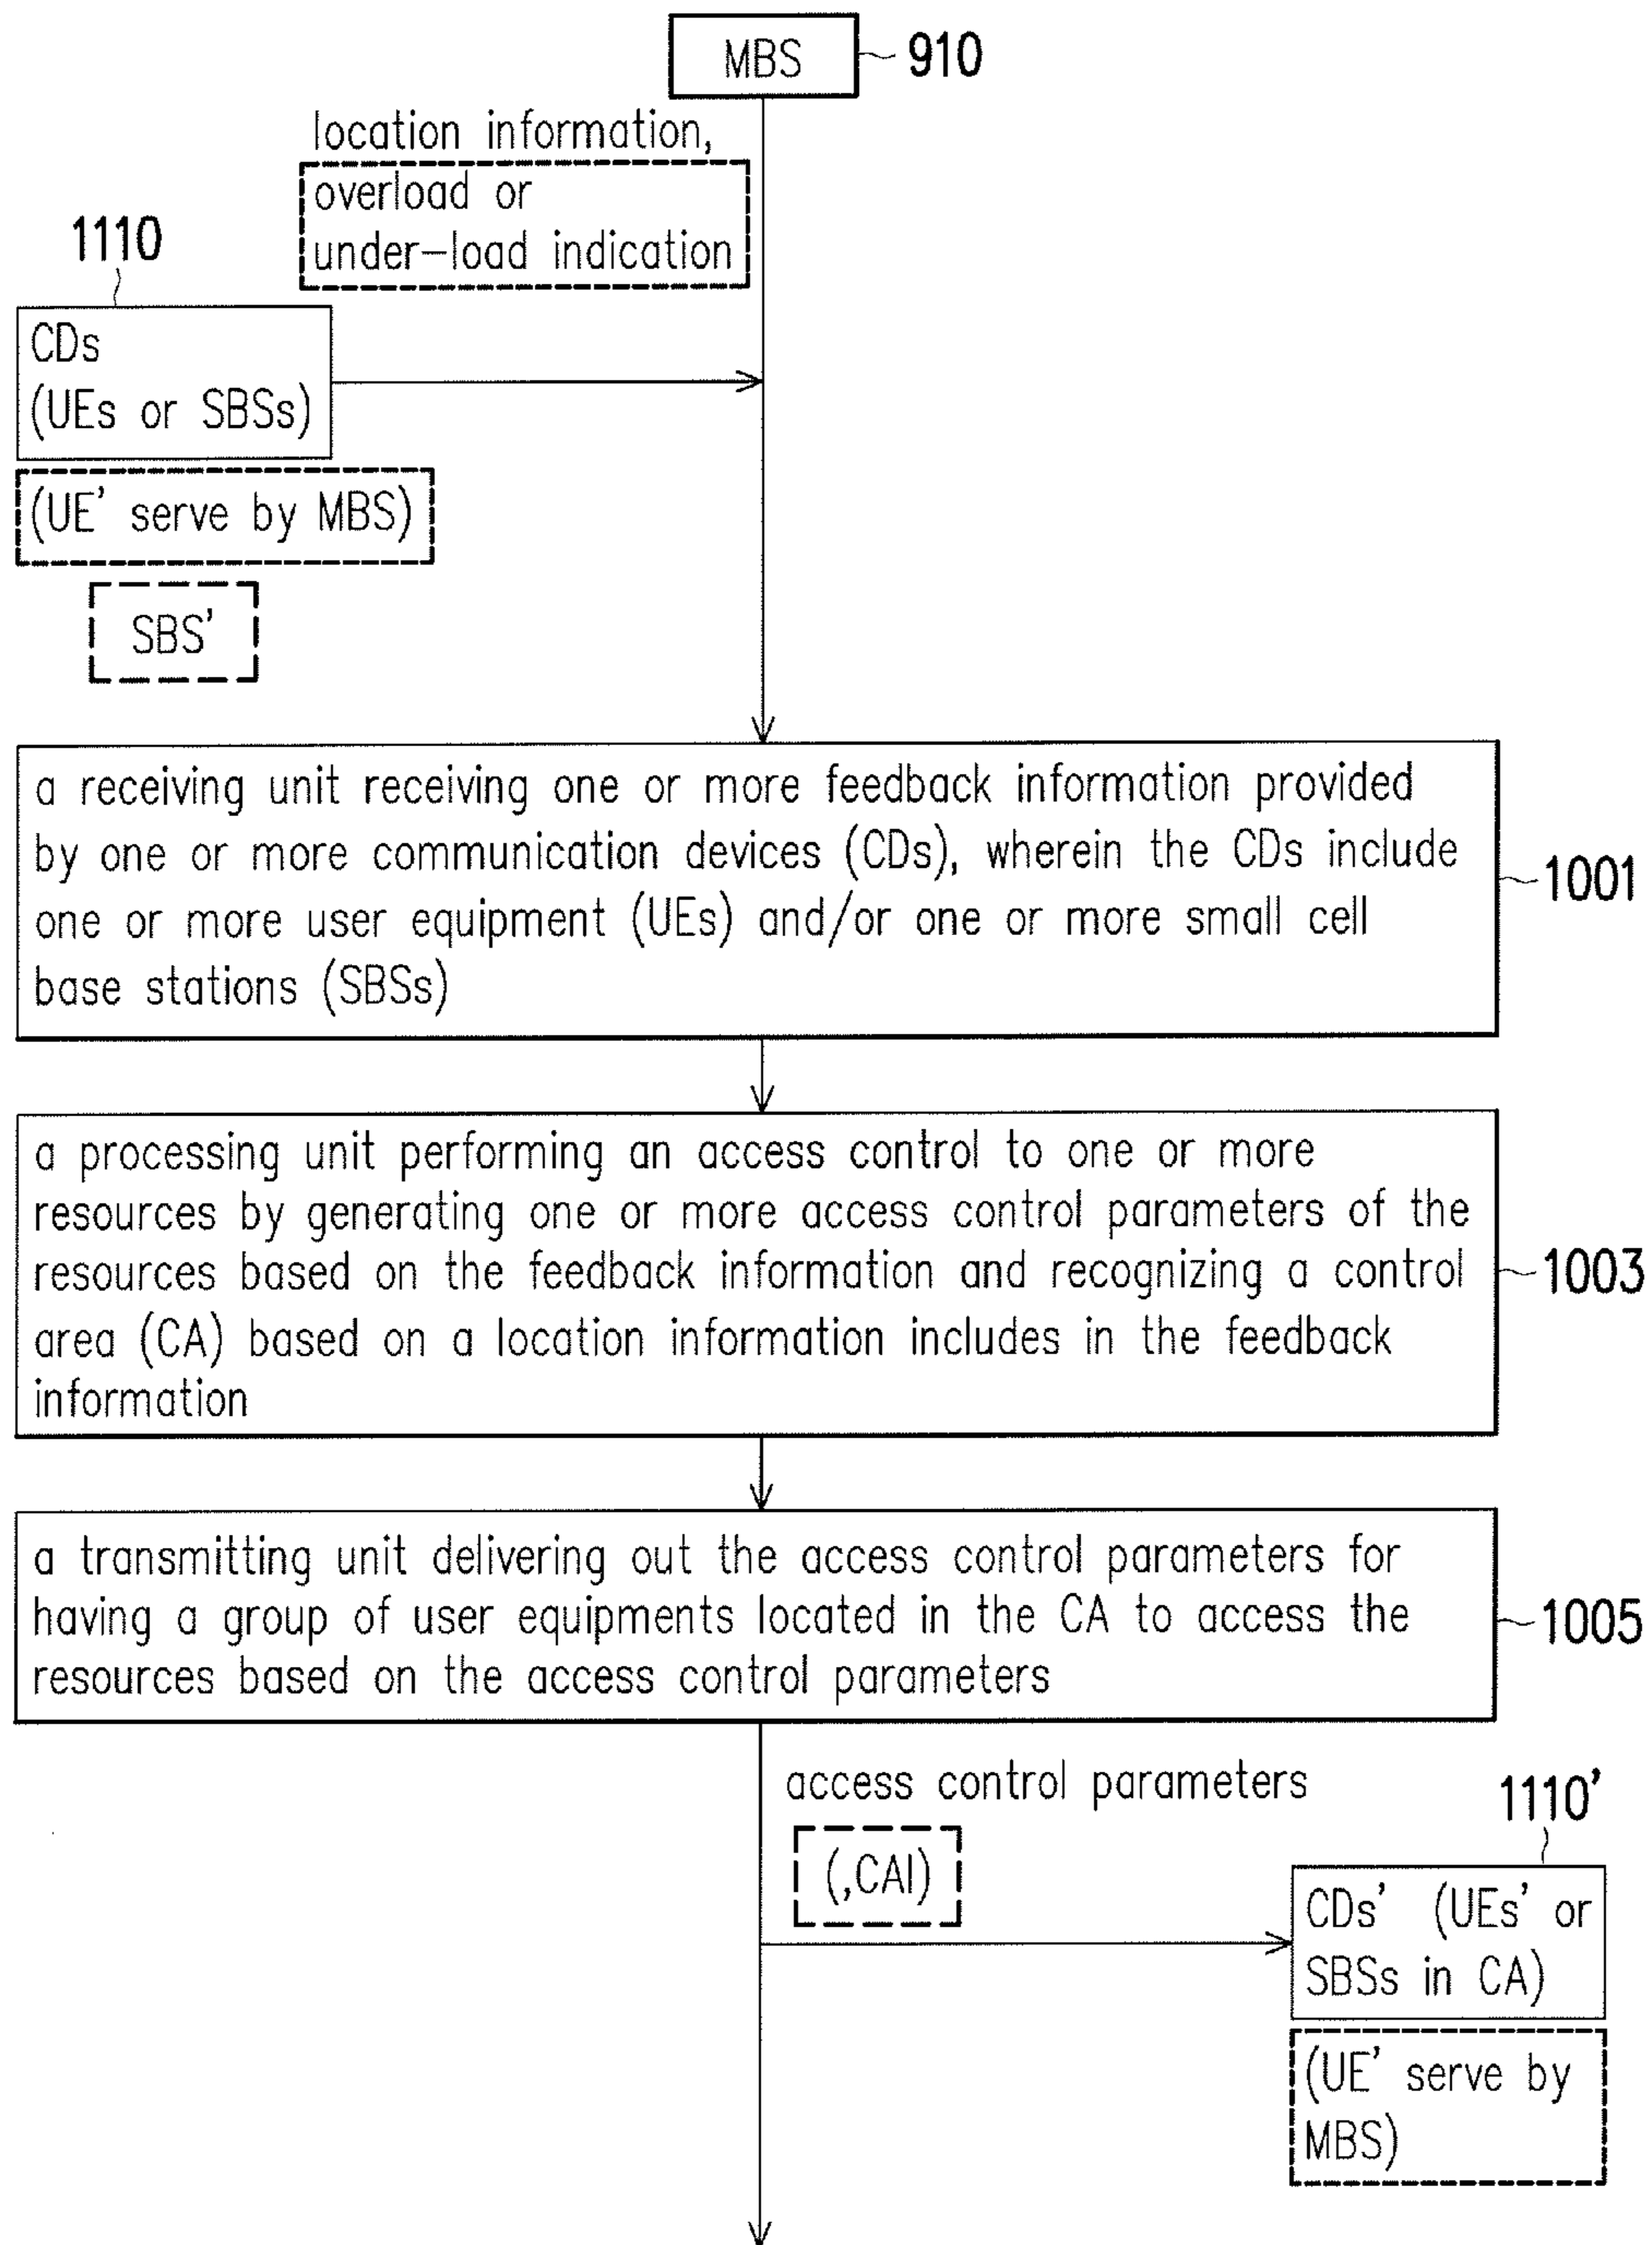 MBS
910
location information,
overload or
under-load indication
1110
CDs
(UEs or SBSs)
(UE' serve by MBS)
SBS'
a receiving unit receiving one or more feedback information provided
by one or more communication devices (CDs), wherein the CDs include
one or more user equipment (UEs) and/or one or more small cell
base stations (SBSs)
1001
a processing unit performing an access control to one or more
resources by generating one or more access control parameters of the
resources based on the feedback information and recognizing a control
area (CA) based on a location information includes in the feedback
information
1003
a transmitting unit delivering out the access control parameters for
having a group of user equipments located in the CA to access the
resources based on the access control parameters
1005
access control parameters
(,CAI)
1110'
CDs' (UEs' or
SBSs in CA)
(UE' serve by
MBS)